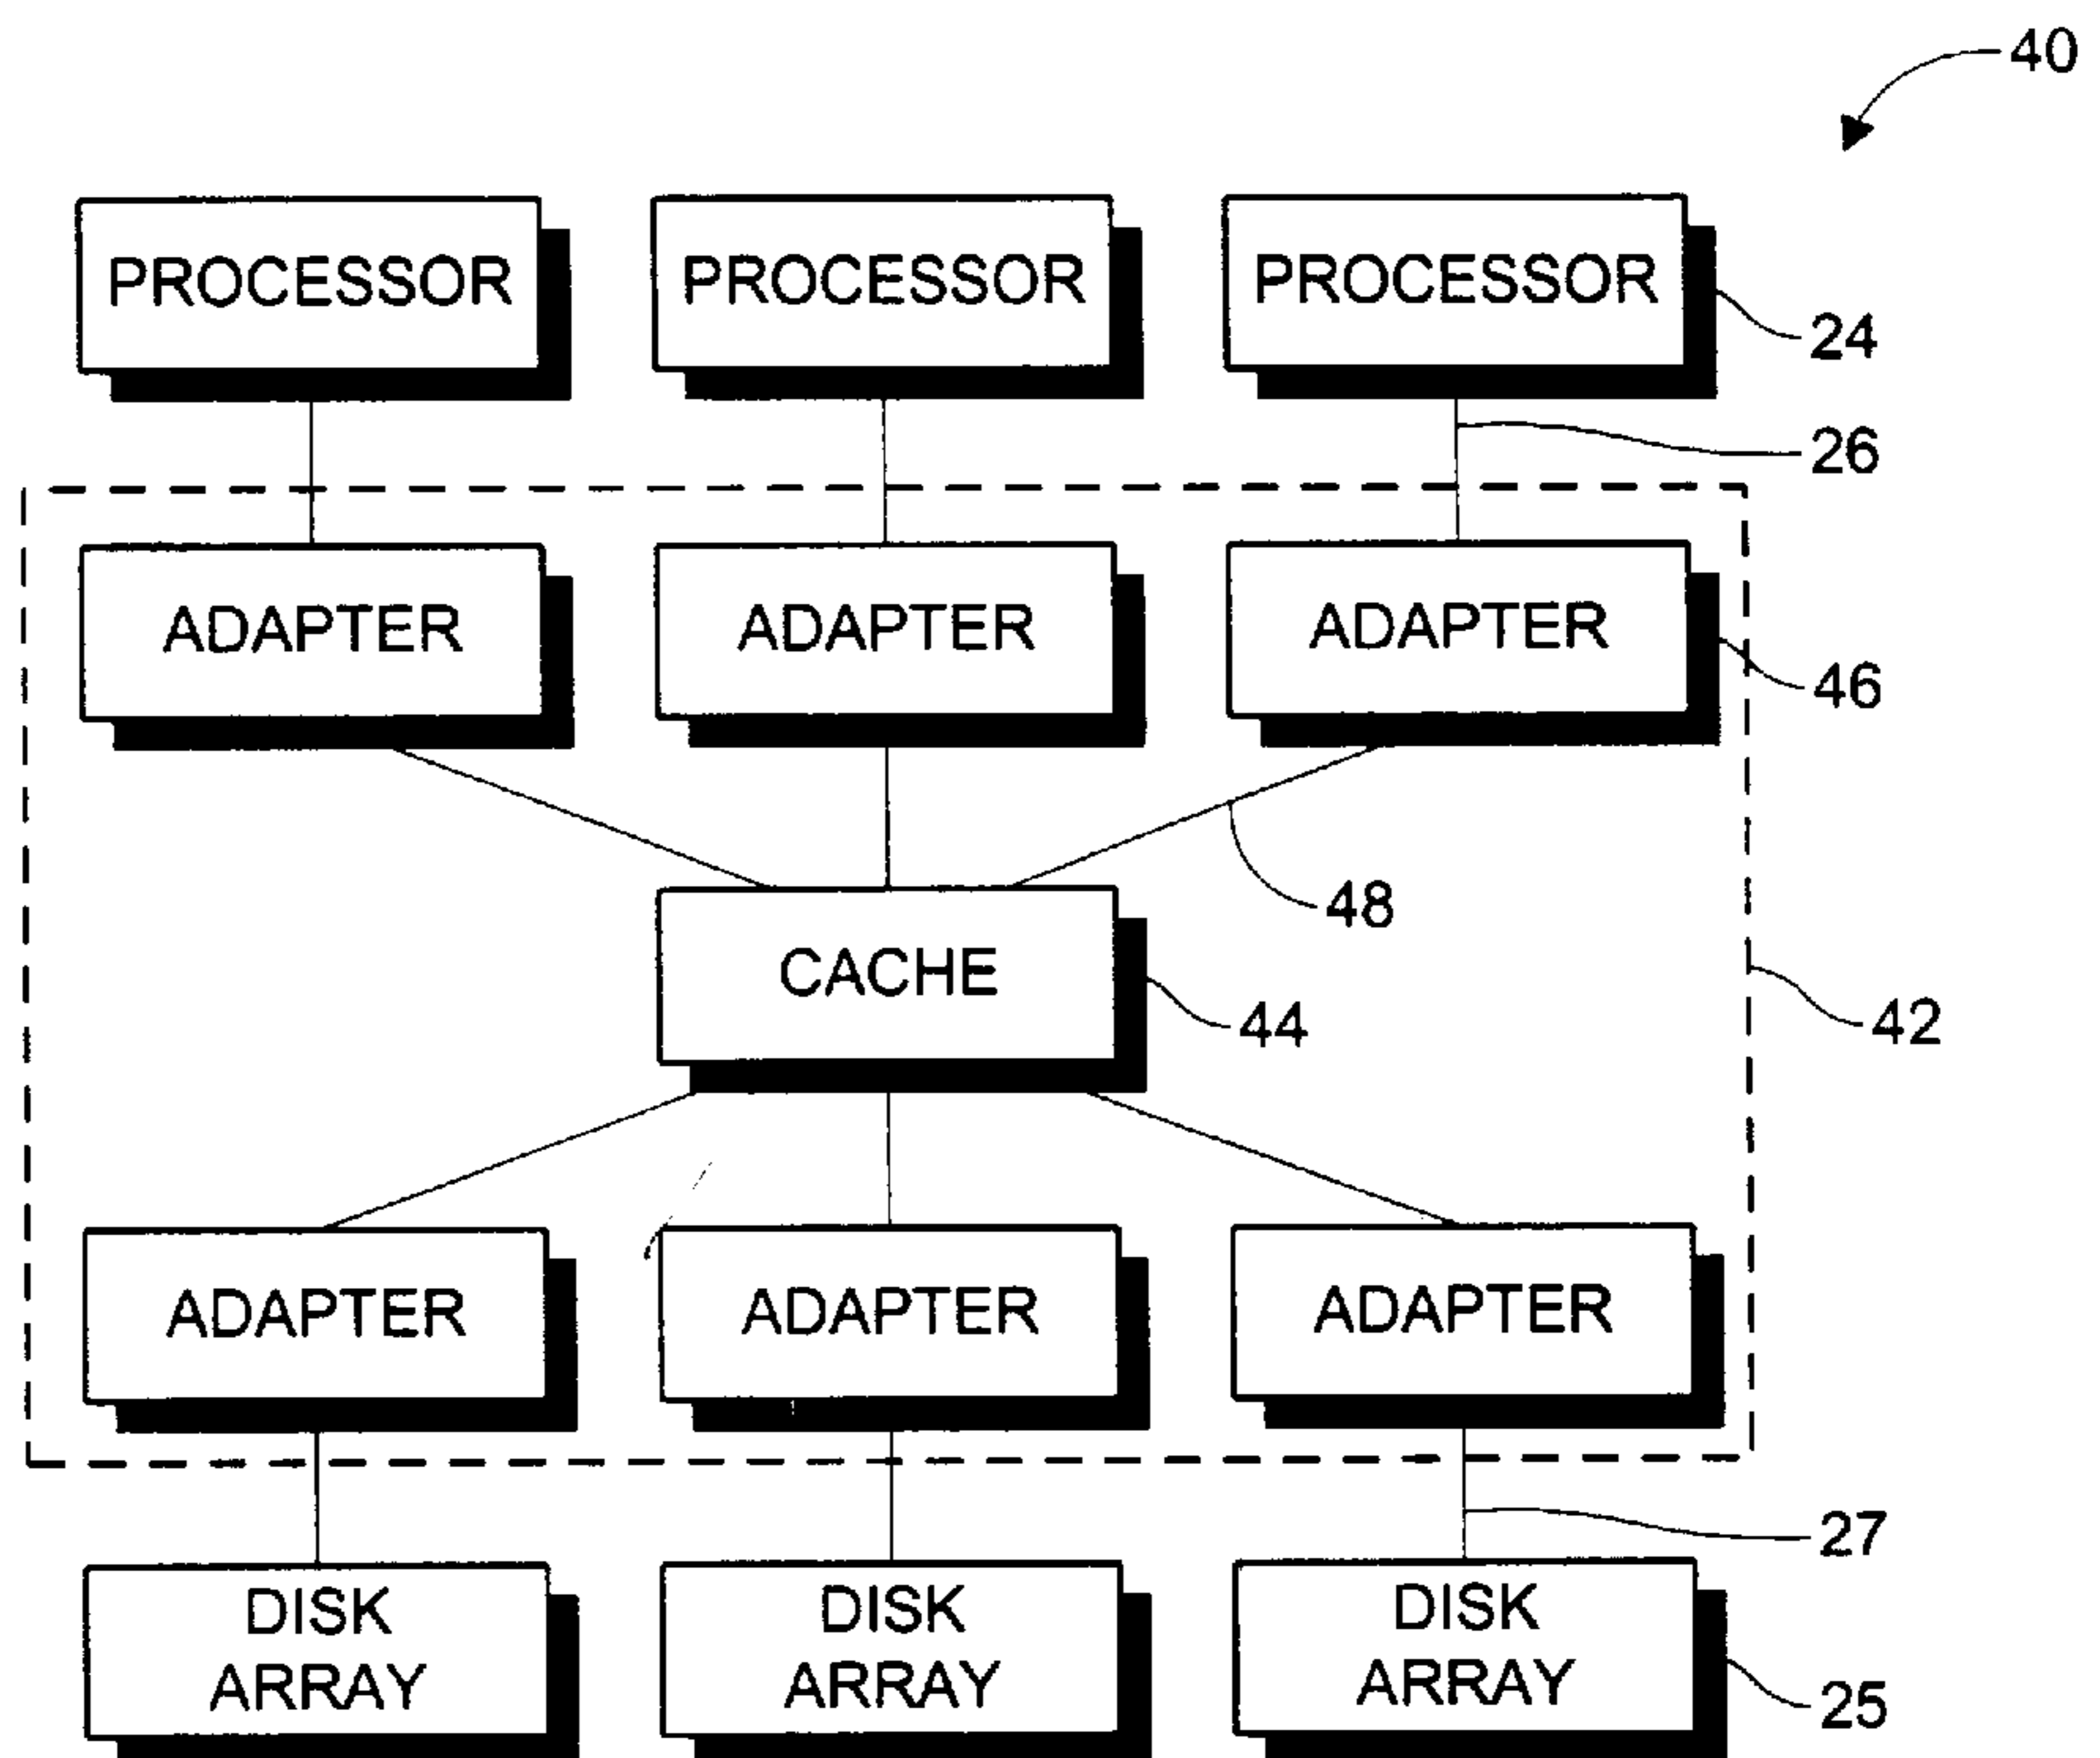 40
PROCESSOR PROCESSOR PROCESSOR
24
26
ADAPTER ADAPTER ADAPTER
46
48
CACHE
44
42
ADAPTER ADAPTER ADAPTER
27
DISK ARRAY
DISK ARRAY
DISK ARRAY
25